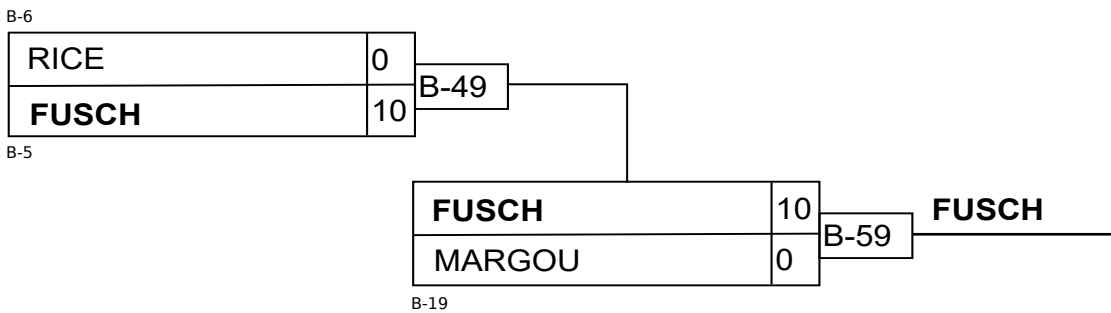 B-6
RICE 0
B-49
FUSCH 10
B-5
FUSCH 10
FUSCH
B-59
MARGOU 0
B-19